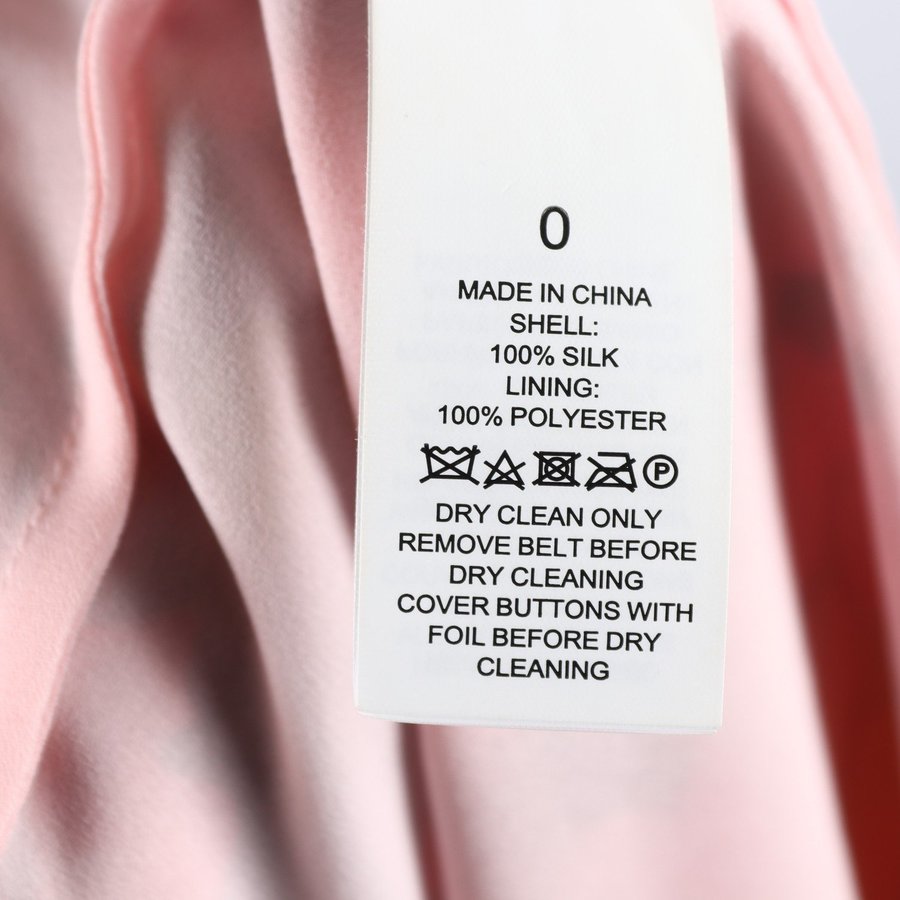 0
MADE IN CHINA
SHELL:
100% SILK
LINING:
100% POLYESTER
P
DRY CLEAN ONLY
REMOVE BELT BEFORE
DRY CLEANING
COVER BUTTONS WITH
FOIL BEFORE DRY
CLEANING